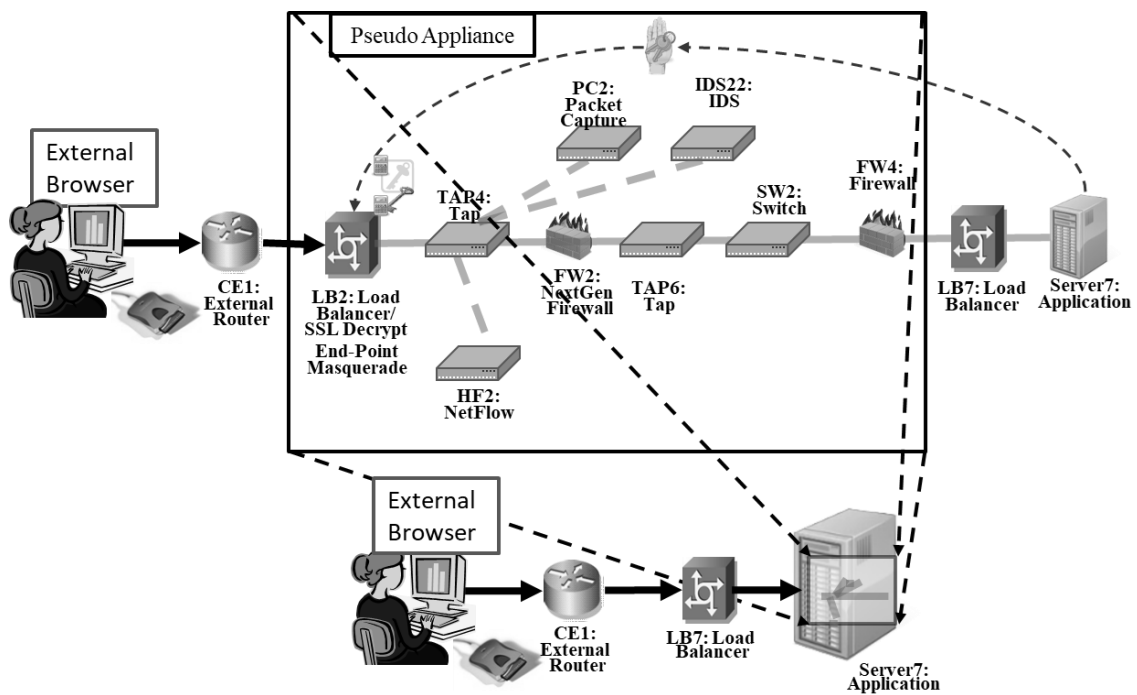 Pseudo Appliance
PC2:
Packet
Capture
IDS22:
IDS
External
Browser
TAP4:
Tap
SW2:
Switch
FW4:
Firewall
CE1:
External
Router
LB2: Load
Balancer/
SSL Decrypt
End-Point
Masquerade
FW2:
NextGen
Firewall
TAP6:
Tap
LB7: Load
Balancer
Server7:
Application
HF2:
NetFlow
External
Browser
CE1:
External
Router
LB7: Load
Balancer
Server7:
Application